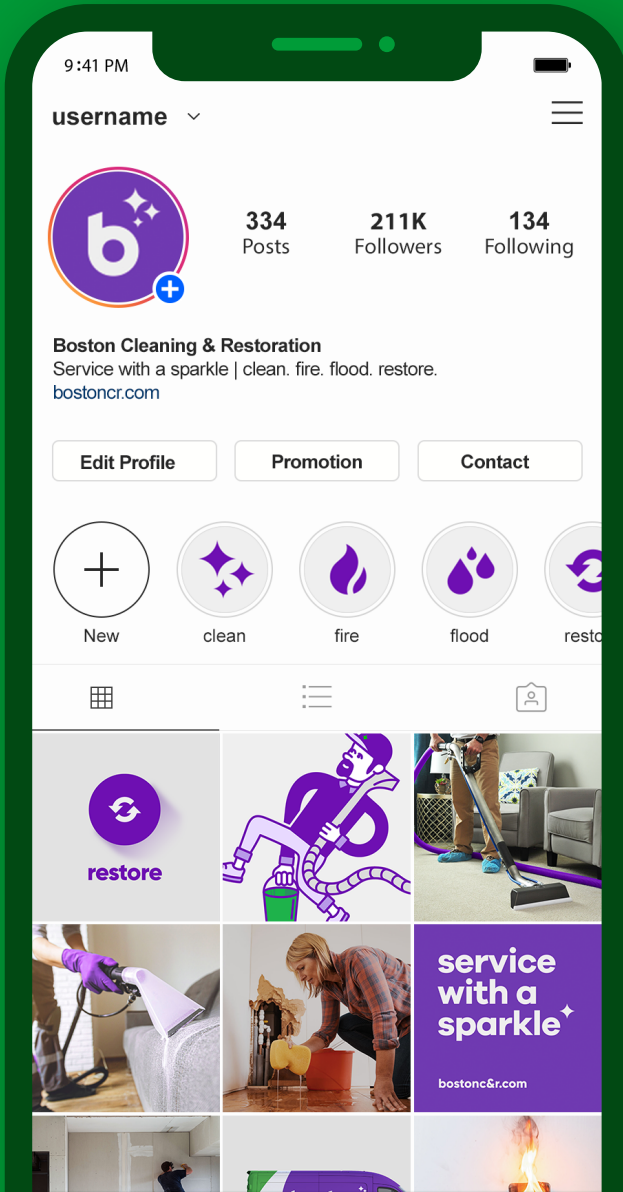 9:41 PM
username
b
334
Posts
211K
Followers
134
Following
Boston Cleaning & Restoration
Service with a sparkle | clean. fire. flood. restore.
bostoncr.com
Edit Profile
Promotion
Contact
New
clean
fire
flood
resto
restore
service
with a
sparkle
bostonc&r.com